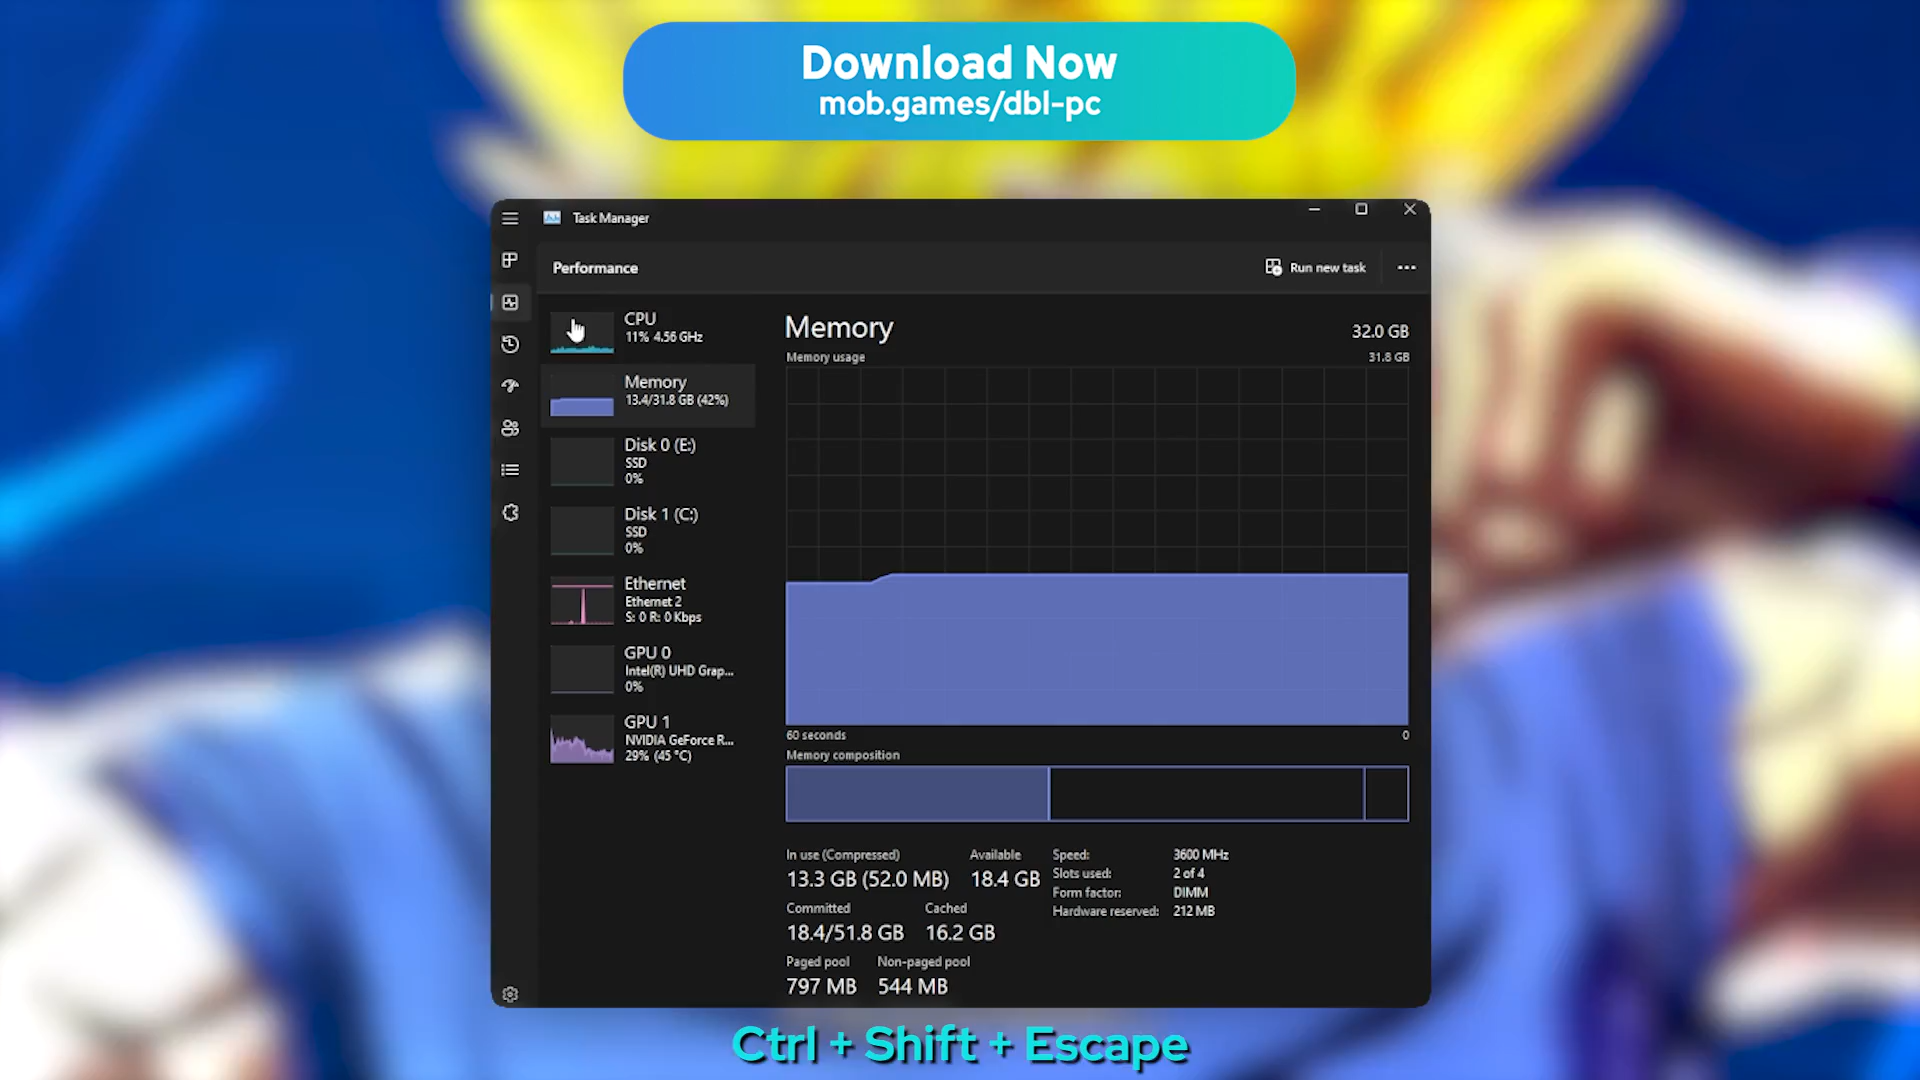 Download Now
mob.games/dbl-pc
Task Manager
Performance
Run new task
CPU
11% 4.56 GHz
Memory
13.4/31.8 GB (42%)
Disk 0 (E:)
SSD
0%
Disk 1 (C:)
SSD
0%
Ethernet
Ethernet 2
S: 0 R: 0 Kbps
GPU 0
Intel(R) UHD Grap...
0%
GPU 1
NVIDIA GeForce R...
29% (45 °C)
Memory
32.0 GB
Memory usage
31.8 GB
60 seconds
0
Memory composition
In use (Compressed)
Available
13.3 GB (52.0 MB)
18.4 GB
Committed
Cached
18.4/51.8 GB
16.2 GB
Paged pool
Non-paged pool
797 MB
544 MB
Speed: 3600 MHz
Slots used: 2 of 4
Form factor: DIMM
Hardware reserved: 212 MB
Ctrl + Shift + Escape